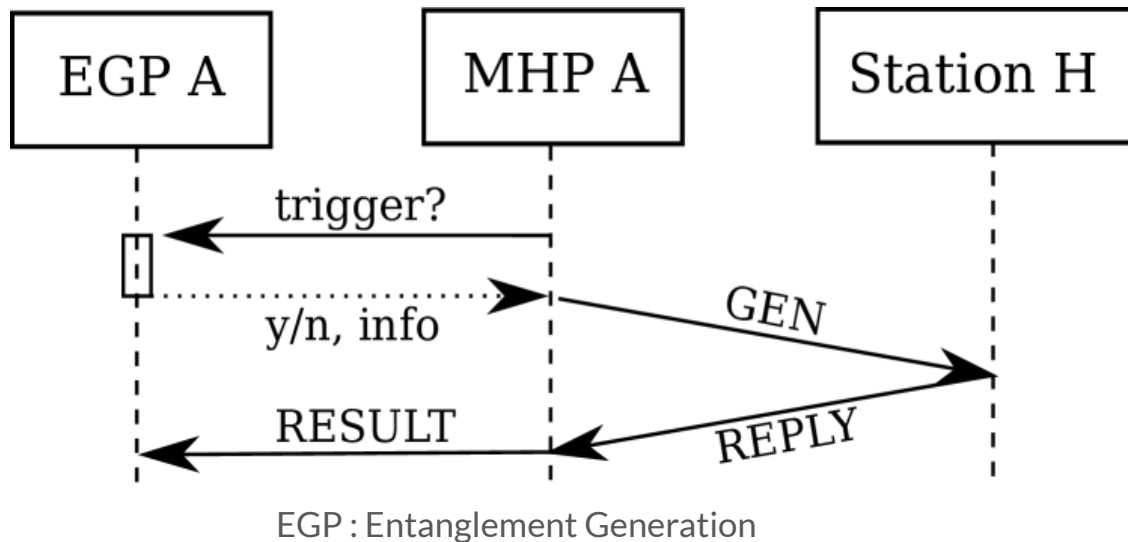 EGP A
MHP A
Station H
trigger?
y/n, info
GEN
REPLY
RESULT
EGP : Entanglement Generation